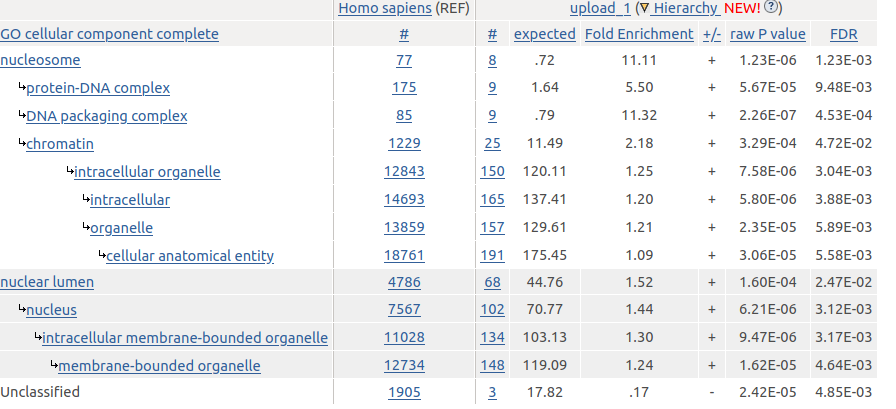 Homo sapiens (REF) upload_1 (▽ Hierarchy NEW! ?)
GO cellular component complete # # expected Fold Enrichment +/- raw P value FDR
nucleosome 77 8 .72 11.11 + 1.23E-06 1.23E-03
↳protein-DNA complex 175 9 1.64 5.50 + 5.67E-05 9.48E-03
↳DNA packaging complex 85 9 .79 11.32 + 2.26E-07 4.53E-04
↳chromatin 1229 25 11.49 2.18 + 3.29E-04 4.72E-02
↳intracellular organelle 12843 150 120.11 1.25 + 7.58E-06 3.04E-03
↳intracellular 14693 165 137.41 1.20 + 5.80E-06 3.88E-03
↳organelle 13859 157 129.61 1.21 + 2.35E-05 5.89E-03
↳cellular anatomical entity 18761 191 175.45 1.09 + 3.06E-05 5.58E-03
nuclear lumen 4786 68 44.76 1.52 + 1.60E-04 2.47E-02
↳nucleus 7567 102 70.77 1.44 + 6.21E-06 3.12E-03
↳intracellular membrane-bounded organelle 11028 134 103.13 1.30 + 9.47E-06 3.17E-03
↳membrane-bounded organelle 12734 148 119.09 1.24 + 1.62E-05 4.64E-03
Unclassified 1905 3 17.82 .17 - 2.42E-05 4.85E-03